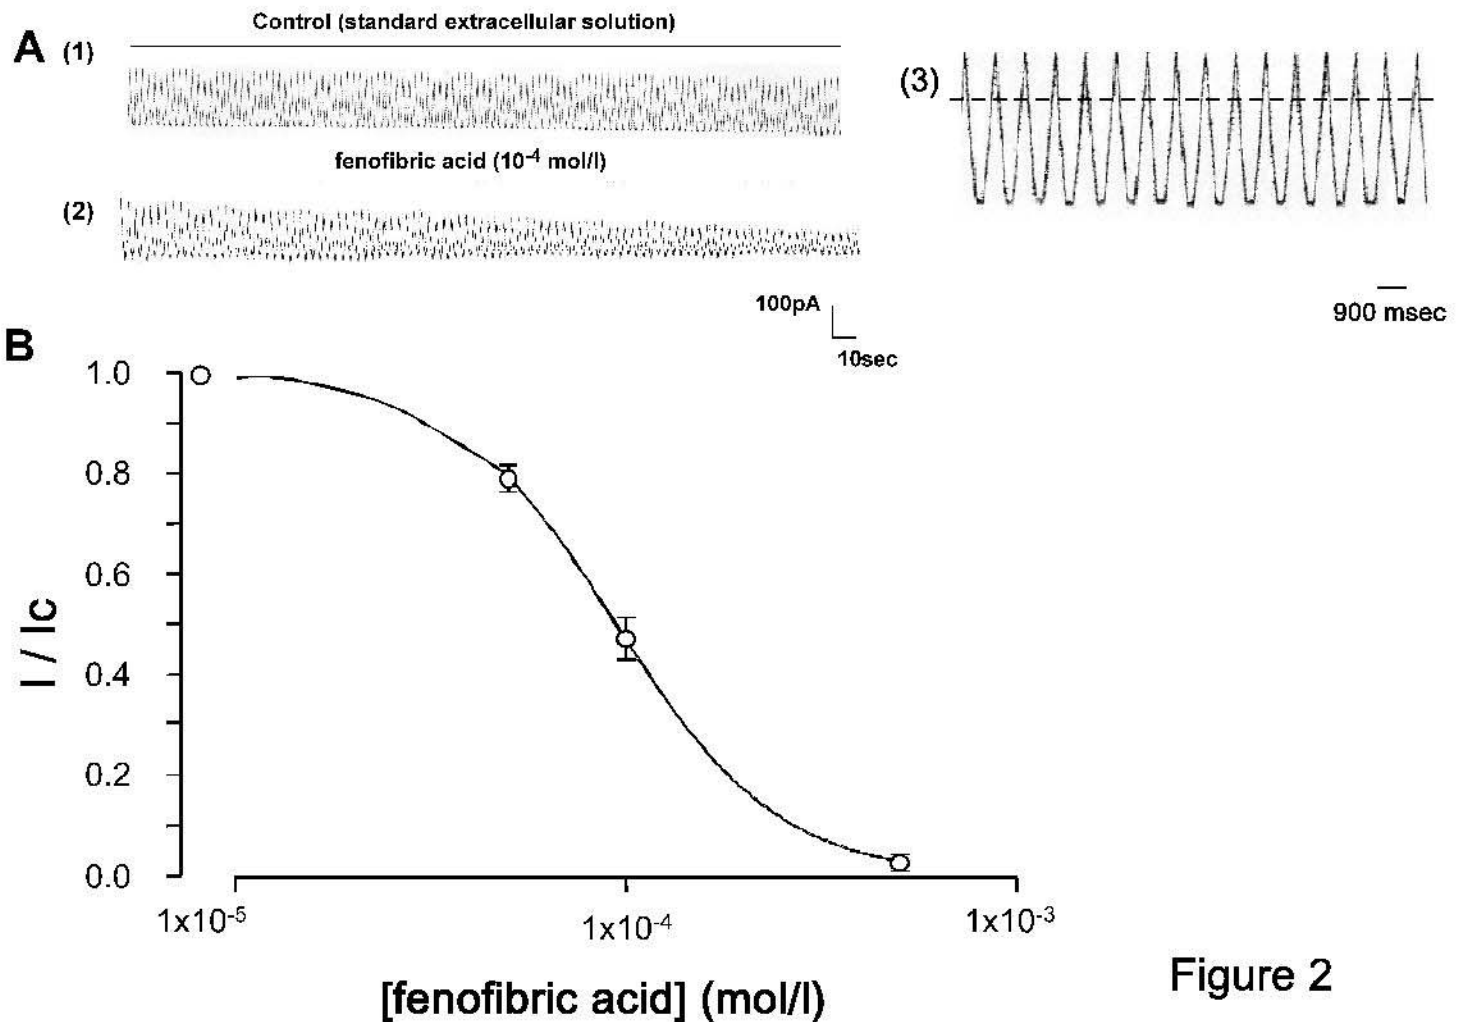 A
(1)
Control (standard extracellular solution)
fenofibric acid (10⁻⁴ mol/l)
(2)
100pA
10sec
(3)
900 msec
B
1.0
0.8
0.6
0.4
0.2
0.0
I / Ic
1x10⁻⁵
1x10⁻⁴
1x10⁻³
[fenofibric acid] (mol/l)
Figure 2